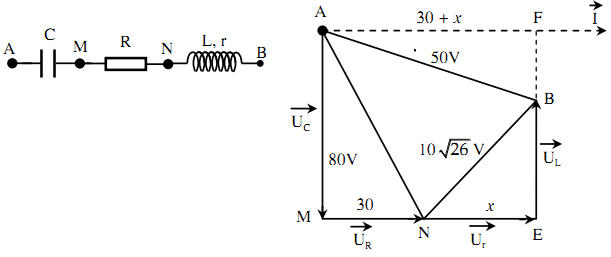 A C M R N L, r B
A 30 + x F I
50V
B
U_C 80V 10√26 V U_L
M 30 N x E
U_R U_r